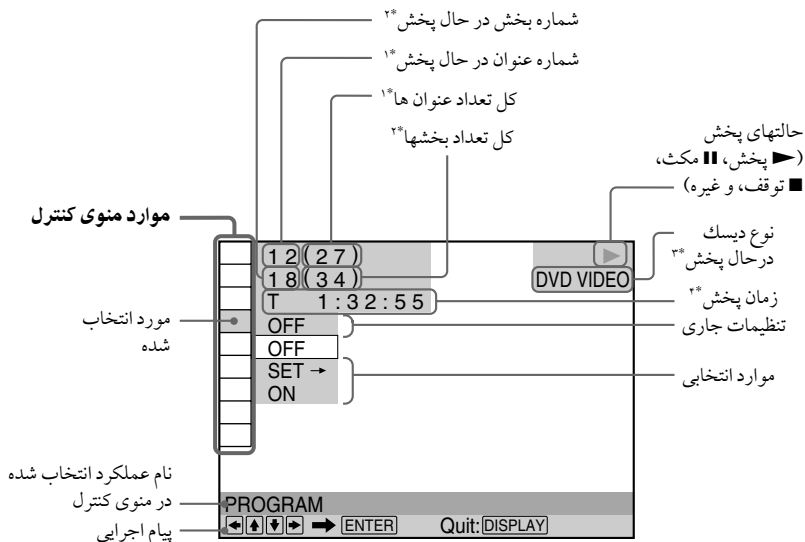 شماره بخش در حال پخش*۲
شماره عنوان در حال پخش*۱
کل تعداد عنوان ها*۱
کل تعداد بخشها*۲
حالتهای پخش
(► پخش، II مکث،
■ توقف، و غیره)
موارد منوی کنترل
نوع دیسك
درحال پخش*۳
زمان پخش*۴
تنظیمات جاری
موارد انتخابی
مورد انتخاب
شده
12(27)
18(34)
T 1:32:55
DVD VIDEO
OFF
OFF
SET →
ON
نام عملکرد انتخاب شده
در منوی کنترل
پیام اجرایی
PROGRAM
←↑↓→ ➡ ENTER Quit: DISPLAY